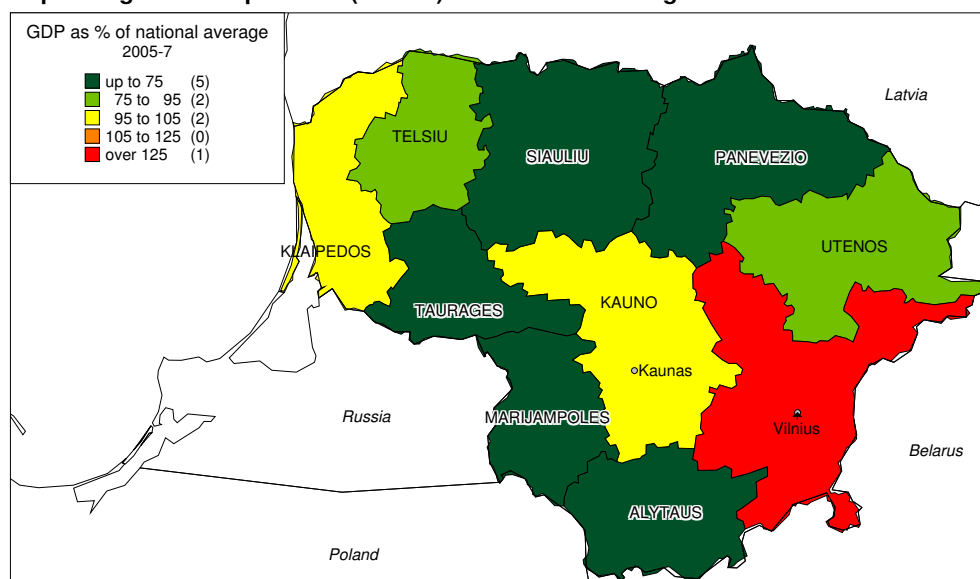 GDP as % of national average
2005-7
up to 75 (5)
75 to 95 (2)
95 to 105 (2)
105 to 125 (0)
over 125 (1)
Latvia
TELSIU
SIAULIU
PANEVEZIO
KLAIPEDOS
UTENOS
TAURAGES
KAUNO
Kaunas
Russia
MARIJAMPOLES
Vilnius
Belarus
ALYTAUS
Poland